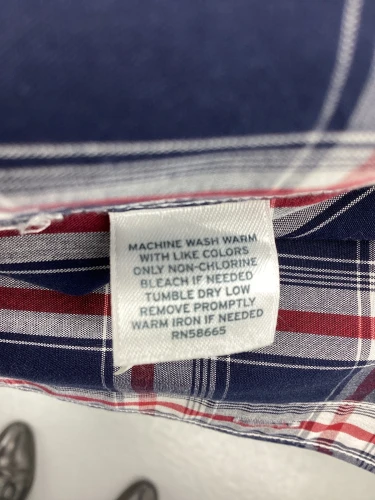 MACHINE WASH WARM
WITH LIKE COLORS
ONLY NON-CHLORINE
BLEACH IF NEEDED
TUMBLE DRY LOW
REMOVE PROMPTLY
WARM IRON IF NEEDED
RN58665